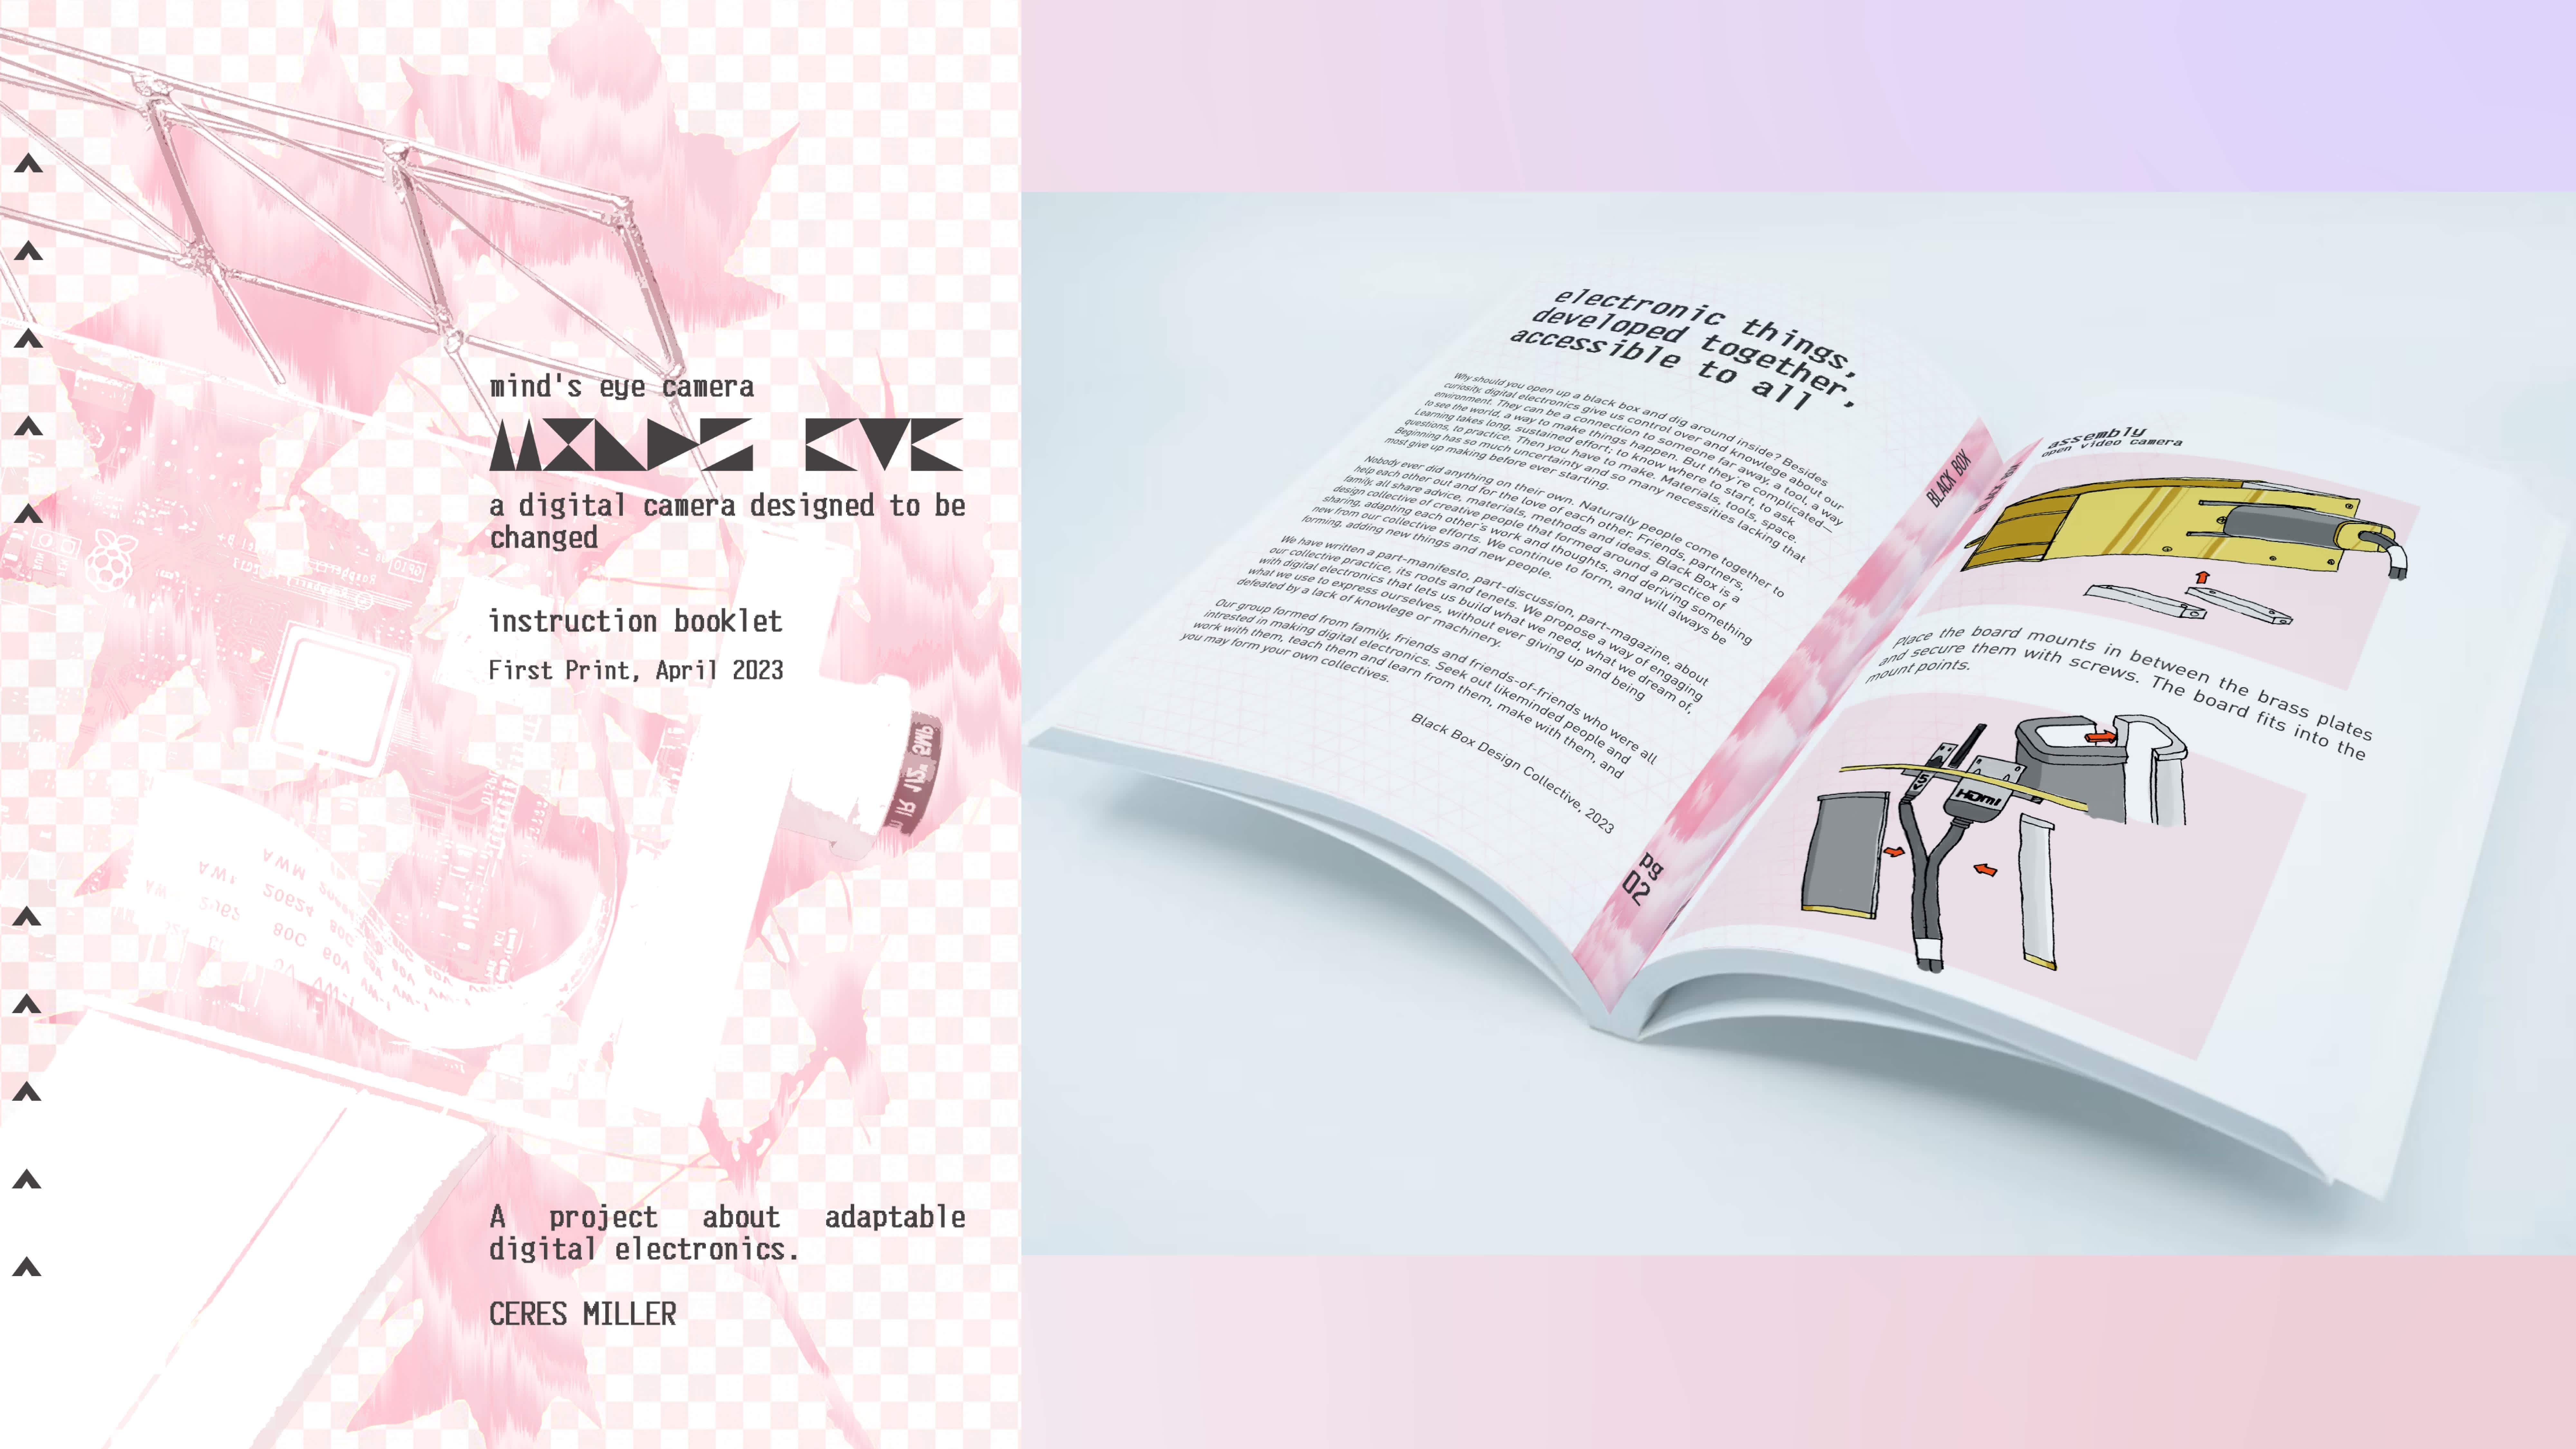 mind's eye camera
MINDS EYE
a digital camera designed to be
changed
instruction booklet
First Print, April 2023
A project about adaptable
digital electronics.
CERES MILLER
5MP
IR
AWM 20624 80C 60V VW-1
electronic things,
developed together,
accessible to all
Why should you open up a black box and dig around inside? Besides
curiosity, digital electronics give us control over and knowlege about our
environment. They can be a connection to someone far away, a tool, a way
to see the world, a way to make things happen. But they're complicated—
Learning takes long, sustained effort; to know where to start, to ask
questions, to practice. Then you have to make. Materials, tools, space.
Beginning has so much uncertainty and so many necessities lacking that
most give up making before ever starting.
Nobody ever did anything on their own. Naturally people come together to
help each other out and for the love of each other. Friends, partners,
family, all share advice, materials, methods and ideas. Black Box is a
design collective of creative people that formed around a practice of
sharing, adapting each other's work and thoughts, and deriving something
new from our collective efforts. We continue to form, and will always be
forming, adding new things and new people.
We have written a part-manifesto, part-discussion, part-magazine, about
our collective practice, its roots and tenets. We propose a way of engaging
with digital electronics that lets us build what we need, what we dream of,
what we use to express ourselves, without ever giving up and being
defeated by a lack of knowlege or machinery.
Our group formed from family, friends and friends-of-friends who were all
intrested in making digital electronics. Seek out likeminded people and
work with them, teach them and learn from them, make with them, and
you may form your own collectives.
Black Box Design Collective, 2023
BLACK BOX
pg
02
BLACK BOX
assembly
open video camera
Place the board mounts in between the brass plates
and secure them with screws. The board fits into the
mount points.
5V
HDMI